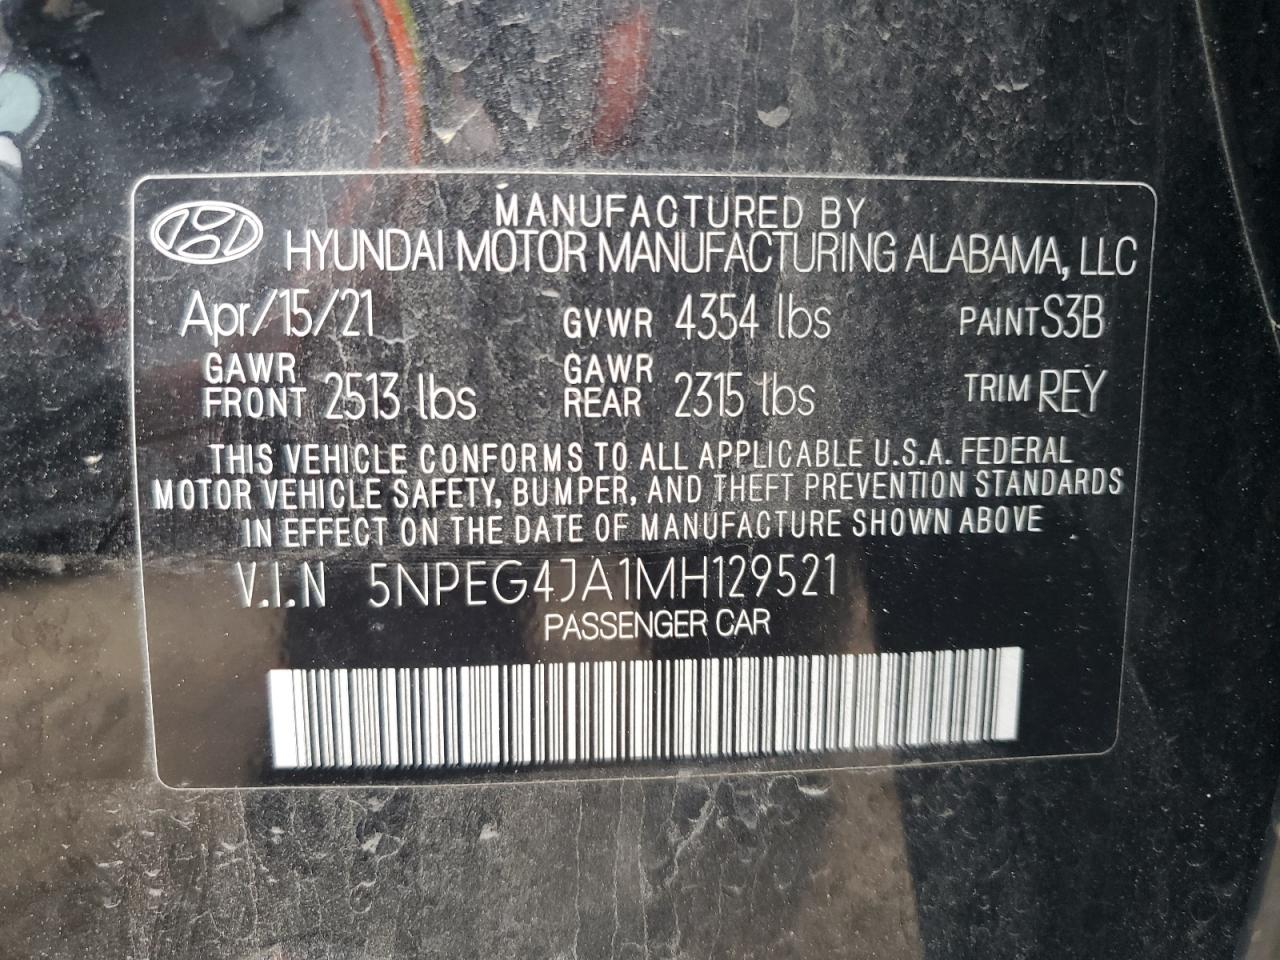 MANUFACTURED BY
HYUNDAI MOTOR MANUFACTURING ALABAMA, LLC
Apr/15/21 GVWR 4354 lbs PAINT S3B
GAWR FRONT 2513 lbs GAWR REAR 2315 lbs TRIM REY
THIS VEHICLE CONFORMS TO ALL APPLICABLE U.S.A. FEDERAL
MOTOR VEHICLE SAFETY, BUMPER, AND THEFT PREVENTION STANDARDS
IN EFFECT ON THE DATE OF MANUFACTURE SHOWN ABOVE
V.I.N 5NPEG4JA1MH129521
PASSENGER CAR